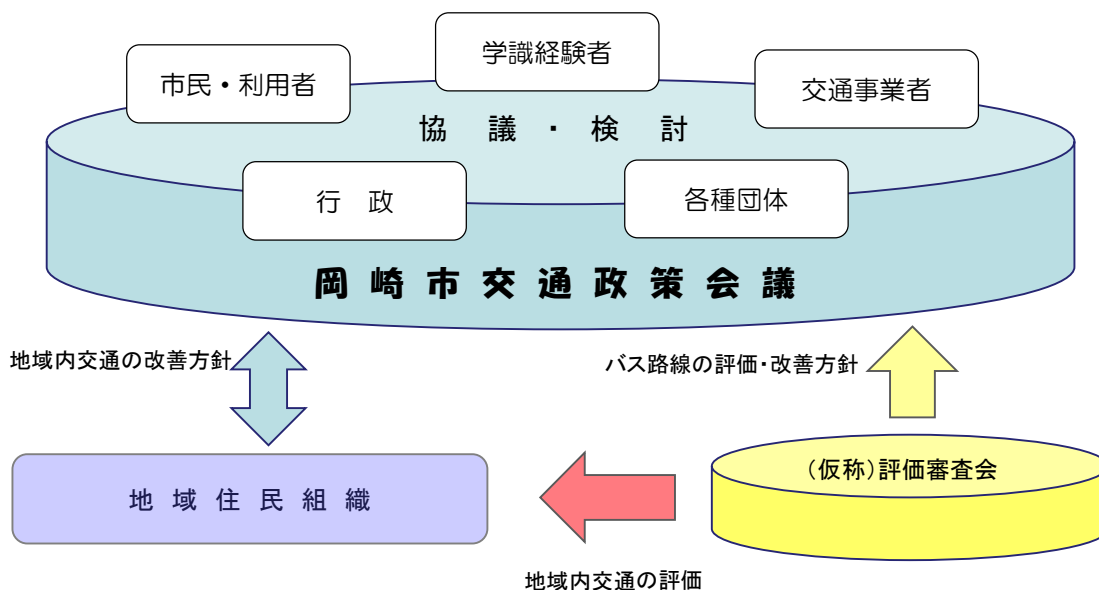 学識経験者
市民・利用者
交通事業者
協議・検討
行政
各種団体
岡崎市交通政策会議
地域内交通の改善方針
バス路線の評価・改善方針
(仮称)評価審査会
地域住民組織
地域内交通の評価